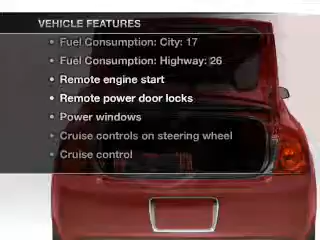 VEHICLE FEATURES
• Fuel Consumption: City: 17
• Fuel Consumption: Highway: 26
• Remote engine start
• Remote power door locks
• Power windows
• Cruise controls on steering wheel
• Cruise control